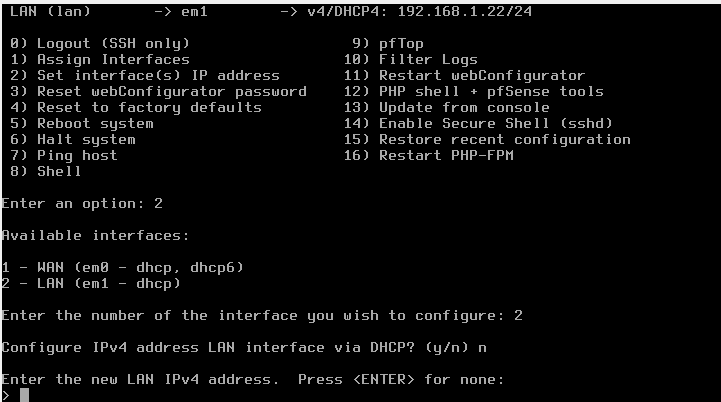 LAN (lan)       -> em1        -> v4/DHCP4: 192.168.1.22/24
0) Logout (SSH only)                  9) pfTop
1) Assign Interfaces                 10) Filter Logs
2) Set interface(s) IP address       11) Restart webConfigurator
3) Reset webConfigurator password    12) PHP shell + pfSense tools
4) Reset to factory defaults         13) Update from console
5) Reboot system                     14) Enable Secure Shell (sshd)
6) Halt system                       15) Restore recent configuration
7) Ping host                         16) Restart PHP-FPM
8) Shell
Enter an option: 2
Available interfaces:
1 - WAN (em0 - dhcp, dhcp6)
2 - LAN (em1 - dhcp)
Enter the number of the interface you wish to configure: 2
Configure IPv4 address LAN interface via DHCP? (y/n) n
Enter the new LAN IPv4 address.  Press <ENTER> for none:
>